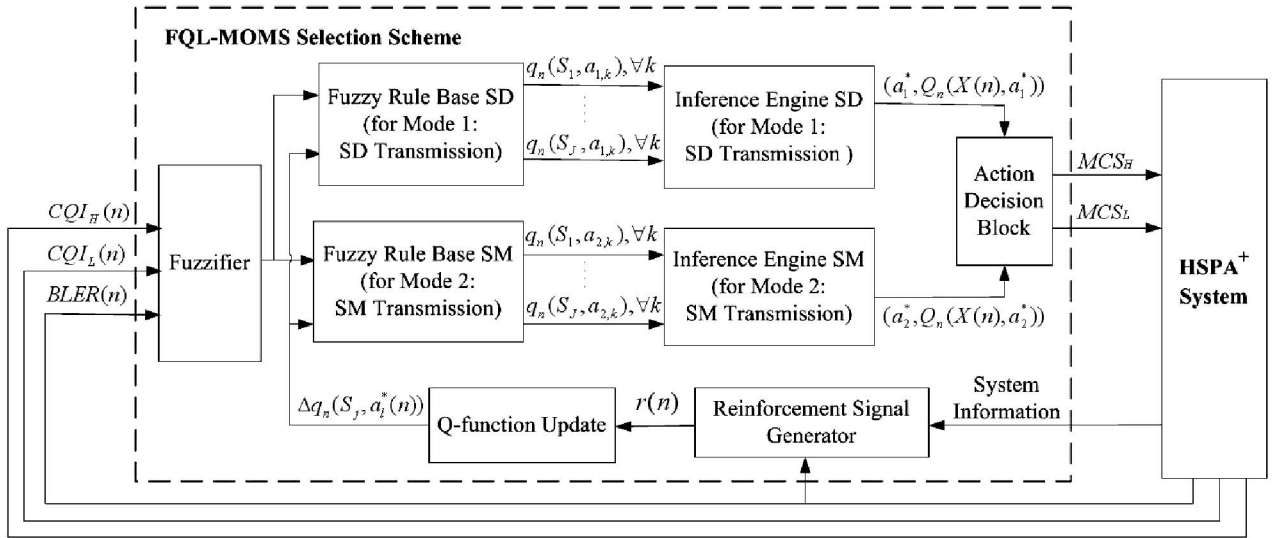 FQL-MOMS Selection Scheme
Fuzzy Rule Base SD
(for Mode 1:
SD Transmission)
q_n(S_1, a_{1,k}), ∀k
q_n(S_J, a_{1,k}), ∀k
Inference Engine SD
(for Mode 1:
SD Transmission )
(a_1^*, Q_n(X(n), a_1^*))
Action
Decision
Block
MCS_H
MCS_L
HSPA^+
System
CQI_H(n)
CQI_L(n)
BLER(n)
Fuzzifier
Fuzzy Rule Base SM
(for Mode 2:
SM Transmission)
q_n(S_1, a_{2,k}), ∀k
q_n(S_J, a_{2,k}), ∀k
Inference Engine SM
(for Mode 2:
SM Transmission)
(a_2^*, Q_n(X(n), a_2^*))
Δq_n(S_J, a_l^*(n))
Q-function Update
r(n)
Reinforcement Signal
Generator
System
Information